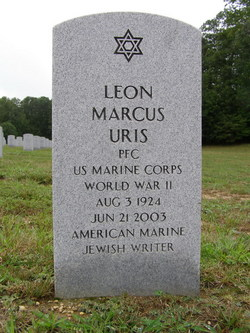 LEON
MARCUS
URIS
PFC
US MARINE CORPS
WORLD WAR II
AUG 3 1924
JUN 21 2003
AMERICAN MARINE
JEWISH WRITER